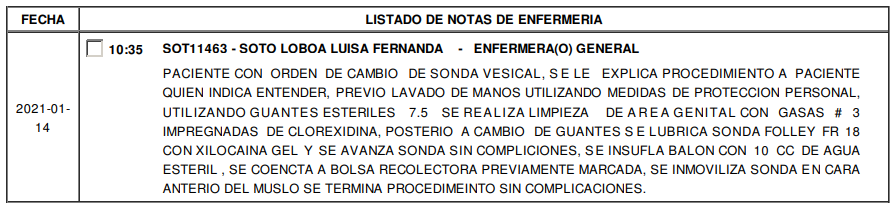 FECHA LISTADO DE NOTAS DE ENFERMERIA
10:35 SOT11463 - SOTO LOBOA LUISA FERNANDA - ENFERMERA(O) GENERAL
2021-01-14
PACIENTE CON ORDEN DE CAMBIO DE SONDA VESICAL, S E LE EXPLICA PROCEDIMIENTO A PACIENTE
QUIEN INDICA ENTENDER, PREVIO LAVADO DE MANOS UTILIZANDO MEDIDAS DE PROTECCION PERSONAL,
UTILIZANDO GUANTES ESTERILES 7.5 SE REALIZA LIMPIEZA DE A R E A GENITAL CON GASAS # 3
IMPREGNADAS DE CLOREXIDINA, POSTERIO A CAMBIO DE GUANTES S E LUBRICA SONDA FOLLEY FR 18
CON XILOCAINA GEL Y SE AVANZA SONDA SIN COMPLICIONES, SE INSUFLA BALON CON 10 CC DE AGUA
ESTERIL , SE COENCTA A BOLSA RECOLECTORA PREVIAMENTE MARCADA, SE INMOVILIZA SONDA EN CARA
ANTERIO DEL MUSLO SE TERMINA PROCEDIMEINTO SIN COMPLICACIONES.